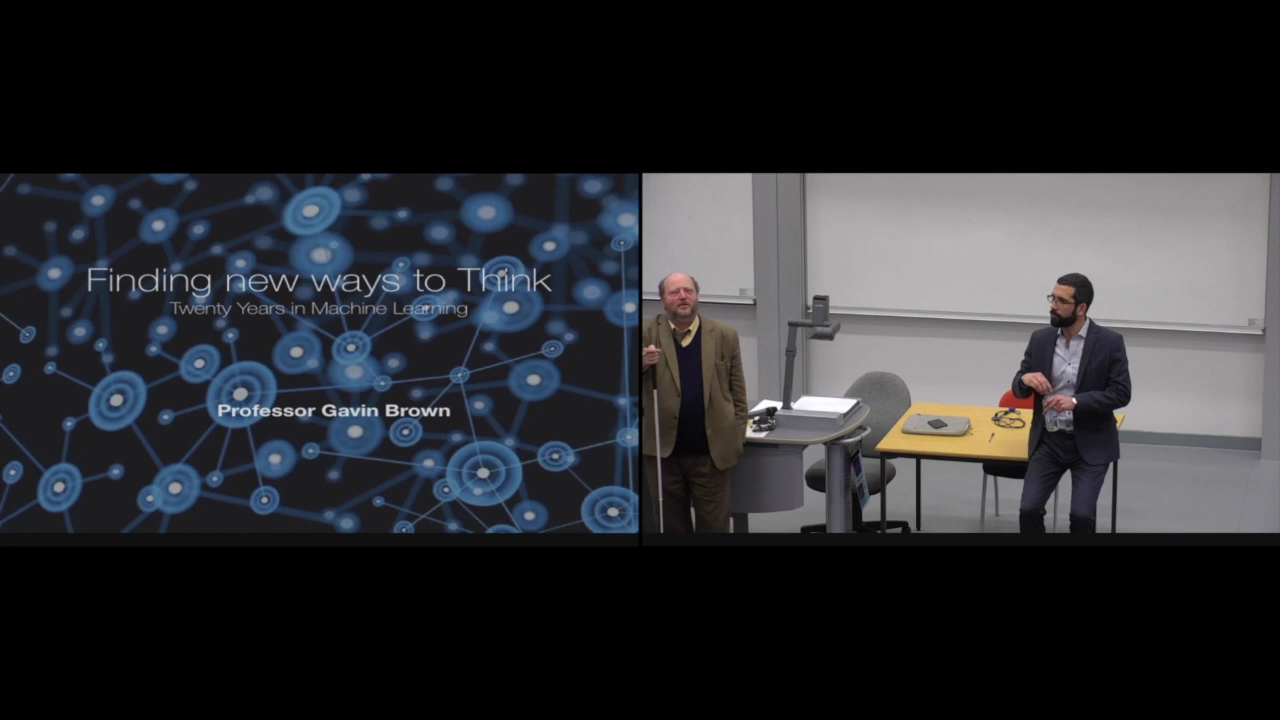 Finding new ways to Think
Twenty Years in Machine Learning
Professor Gavin Brown